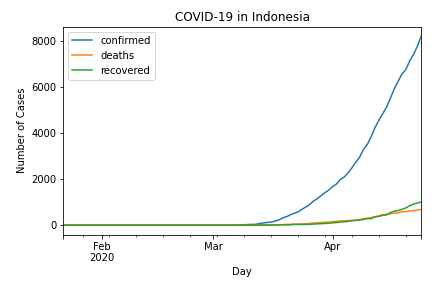 COVID-19 in Indonesia
confirmed
deaths
recovered
Number of Cases
8000
6000
4000
2000
0
Feb
2020
Mar
Apr
Day